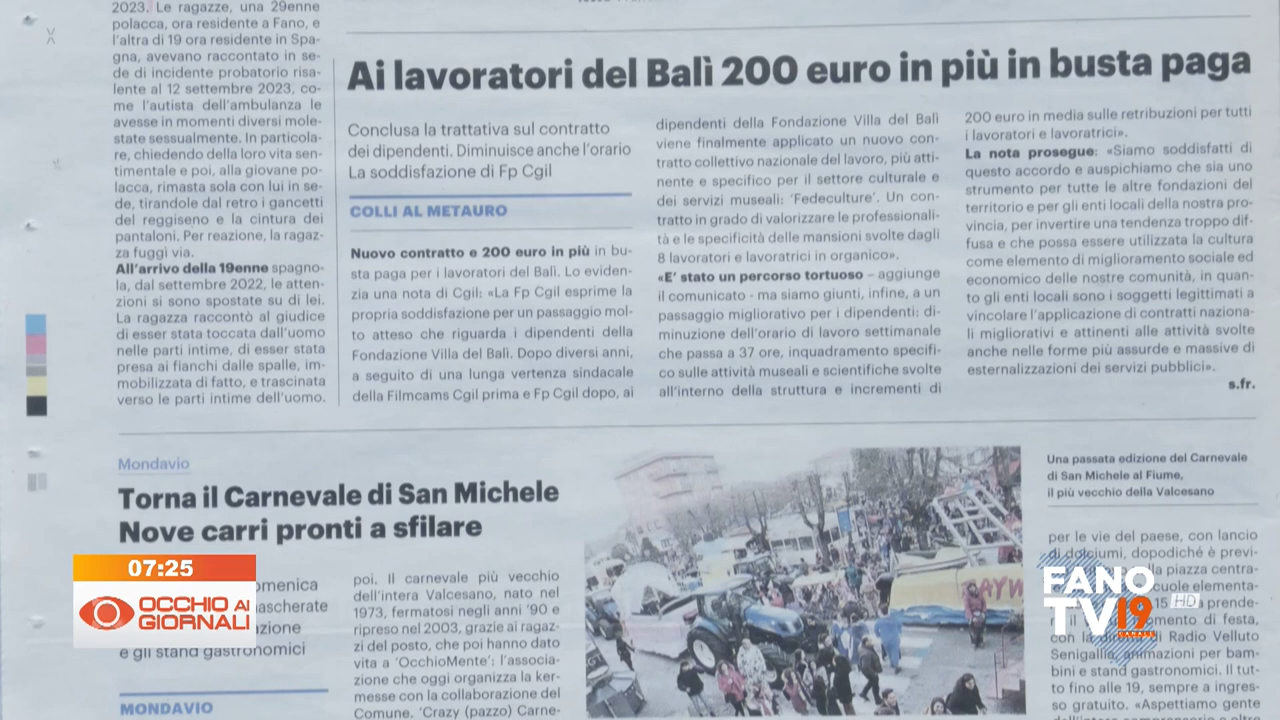 2023. Le ragazze, una 29enne
polacca, ora residente a Fano, e
l'altra di 19 ora residente in Spa-
gna, avevano raccontato in se-
de di incidente probatorio risa-
lente al 12 settembre 2023, co-
me l'autista dell'ambulanza le
avesse in momenti diversi mole-
state sessualmente. In particola-
re, chiedendo della loro vita sen-
timentale e poi, alla giovane po-
lacca, rimasta sola con lui in se-
de, tirandole dal retro i gancetti
del reggiseno e la cintura dei
pantaloni. Per reazione, la ragaz-
za fuggì via.
All'arrivo della 19enne spagno-
la, dal settembre 2022, le atten-
zioni si sono spostate su di lei.
La ragazza raccontò al giudice
di esser stata toccata dall'uomo
nelle parti intime, di esser stata
presa ai fianchi dalle spalle, im-
mobilizzata di fatto, e trascinata
verso le parti intime dell'uomo.
Ai lavoratori del Balì 200 euro in più in busta paga
Conclusa la trattativa sul contratto
dei dipendenti. Diminuisce anche l'orario
La soddisfazione di Fp Cgil
COLLI AL METAURO
Nuovo contratto e 200 euro in più in bu-
sta paga per i lavoratori del Balì. Lo eviden-
zia una nota di Cgil: «La Fp Cgil esprime la
propria soddisfazione per un passaggio mol-
to atteso che riguarda i dipendenti della
Fondazione Villa del Balì. Dopo diversi anni,
a seguito di una lunga vertenza sindacale
della Filmcams Cgil prima e Fp Cgil dopo, ai
dipendenti della Fondazione Villa del Balì
viene finalmente applicato un nuovo con-
tratto collettivo nazionale del lavoro, più atti-
nente e specifico per il settore culturale e
dei servizi museali: 'Fedeculture'. Un con-
tratto in grado di valorizzare le professionali-
tà e le specificità delle mansioni svolte dagli
8 lavoratori e lavoratrici in organico».
«E' stato un percorso tortuoso – aggiunge
il comunicato - ma siamo giunti, infine, a un
passaggio migliorativo per i dipendenti: di-
minuzione dell'orario di lavoro settimanale
che passa a 37 ore, inquadramento specifi-
co sulle attività museali e scientifiche svolte
all'interno della struttura e incrementi di
200 euro in media sulle retribuzioni per tutti
i lavoratori e lavoratrici».
La nota prosegue: «Siamo soddisfatti di
questo accordo e auspichiamo che sia uno
strumento per tutte le altre fondazioni del
territorio e per gli enti locali della nostra pro-
vincia, per invertire una tendenza troppo dif-
fusa e che possa essere utilizzata la cultura
come elemento di miglioramento sociale ed
economico delle nostre comunità, in quan-
to gli enti locali sono i soggetti legittimati a
vincolare l'applicazione di contratti naziona-
li migliorativi e attinenti alle attività svolte
anche nelle forme più assurde e massive di
esternalizzazioni dei servizi pubblici».
s.fr.
Mondavio
Torna il Carnevale di San Michele
Nove carri pronti a sfilare
omenica
mascherate
zione
e gli stand gastronomici
MONDAVIO
poi. Il carnevale più vecchio
dell'intera Valcesano, nato nel
1973, fermatosi negli anni '90 e
ripreso nel 2003, grazie ai ragaz-
zi del posto, che poi hanno dato
vita a 'OcchioMente': l'associa-
zione che oggi organizza la ker-
messe con la collaborazione del
Comune. 'Crazy (pazzo) Carne-
Una passata edizione del Carnevale
di San Michele al Fiume,
il più vecchio della Valcesano
per le vie del paese, con lancio
di dolciumi, dopodiché è previ-
la piazza centra-
cuole elementa-
15 prende-
il mento di festa,
con la di Radio Velluto
Senigallia, animazioni per bam-
bini e stand gastronomici. Il tut-
to fino alle 19, sempre a ingres-
so gratuito. «Aspettiamo gente
07:25
OCCHIO AI
GIORNALI
FANO
TV19
HD